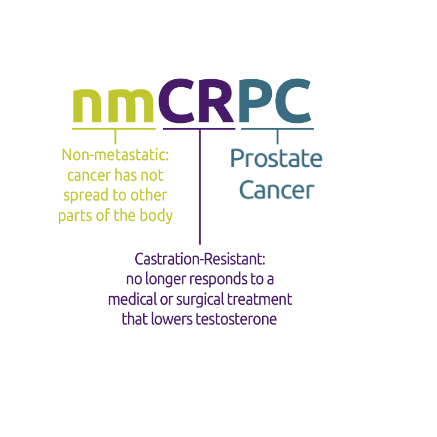 nmCRPC
Non-metastatic:
cancer has not
spread to other
parts of the body
Prostate
Cancer
Castration-Resistant:
no longer responds to a
medical or surgical treatment
that lowers testosterone